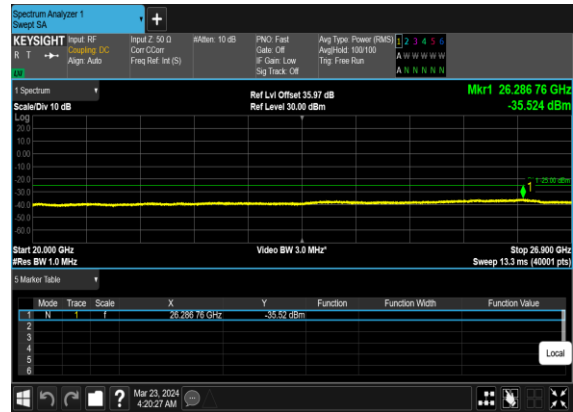 Spectrum Analyzer 1
Swept SA
+
KEYSIGHT Input: RF
R T Coupling: DC
Align: Auto
LW
Input Z: 50 Ω
Corr CCorr
Freq Ref: Int (S)
#Atten: 10 dB
PNO: Fast
Gate: Off
IF Gain: Low
Sig Track: Off
Avg Type: Power (RMS)
Avg|Hold: 100/100
Trig: Free Run
1 2 3 4 5 6
A W W W W W
A N N N N N
1 Spectrum
Scale/Div 10 dB
Ref Lvl Offset 35.97 dB
Ref Level 30.00 dBm
Mkr1 26.286 76 GHz
-35.524 dBm
Log
20.0
10.0
0.00
-10.0
-20.0
-30.0
-40.0
-50.0
-60.0
1
Start 20.000 GHz
#Res BW 1.0 MHz
Video BW 3.0 MHz*
Stop 26.900 GHz
Sweep 13.3 ms (40001 pts)
5 Marker Table
Mode Trace Scale X Y Function Function Width Function Value
1 N 1 f 26.286 76 GHz -35.52 dBm
2
3
4
5
6
Local
?
Mar 23, 2024
4:20:27 AM